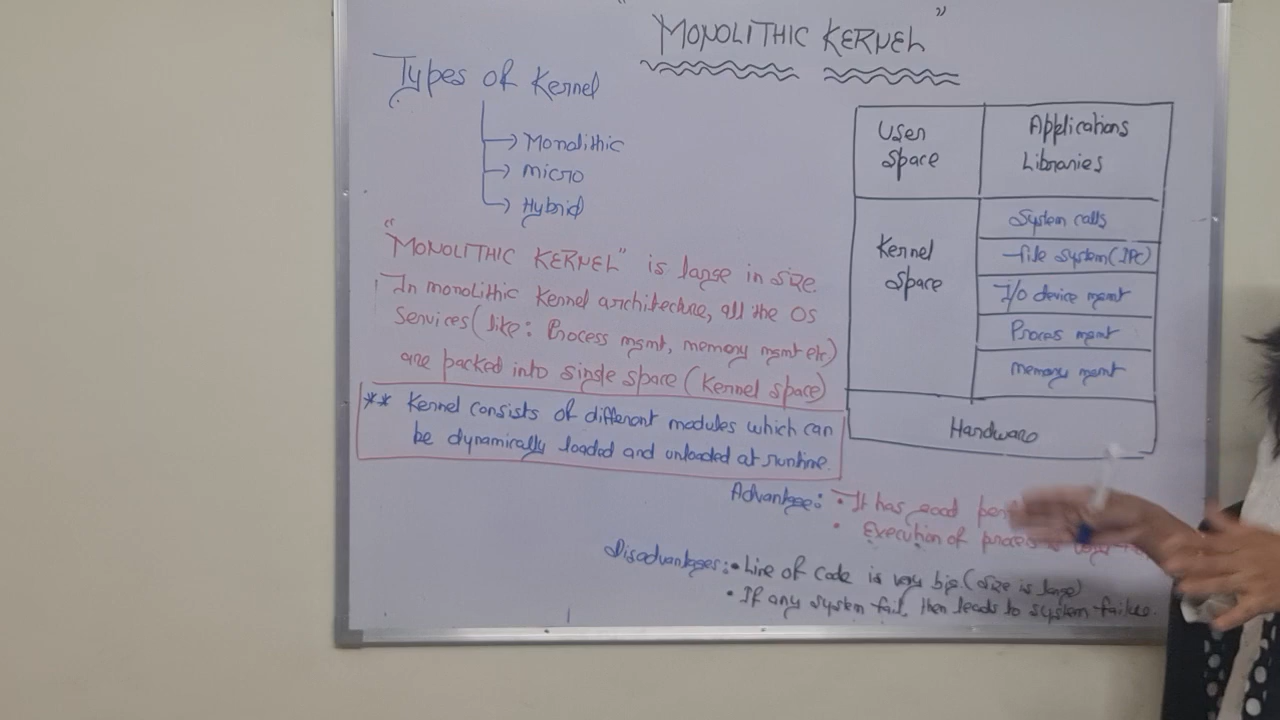 "MONOLITHIC KERNEL"
Types of Kernel
→ Monolithic
→ micro
→ Hybrid
"MONOLITHIC KERNEL" is large in size.
In monolithic Kernel architecture, all the OS
Services (like: Process mgmt, memory mgmt etc)
are packed into single space (Kernel space)
** Kernel consists of different modules which can
be dynamically loaded and unloaded at runtime.
User
Space
Applications
Libraries
Kernel
Space
System calls
file system (IPC)
I/O device mgmt
Process mgmt
memory mgmt
Hardware
Advantage: • It has good
• Execution of process is
Disadvantages: • Line of code is very big (size is large)
• If any system fail, then leads to system failure.